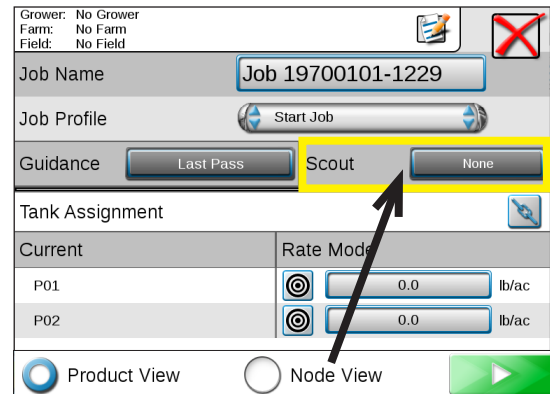 Grower: No Grower
Farm: No Farm
Field: No Field
Job Name Job 19700101-1229
Job Profile Start Job
Guidance Last Pass Scout None
Tank Assignment
Current Rate Mode
P01 0.0 lb/ac
P02 0.0 lb/ac
Product View Node View